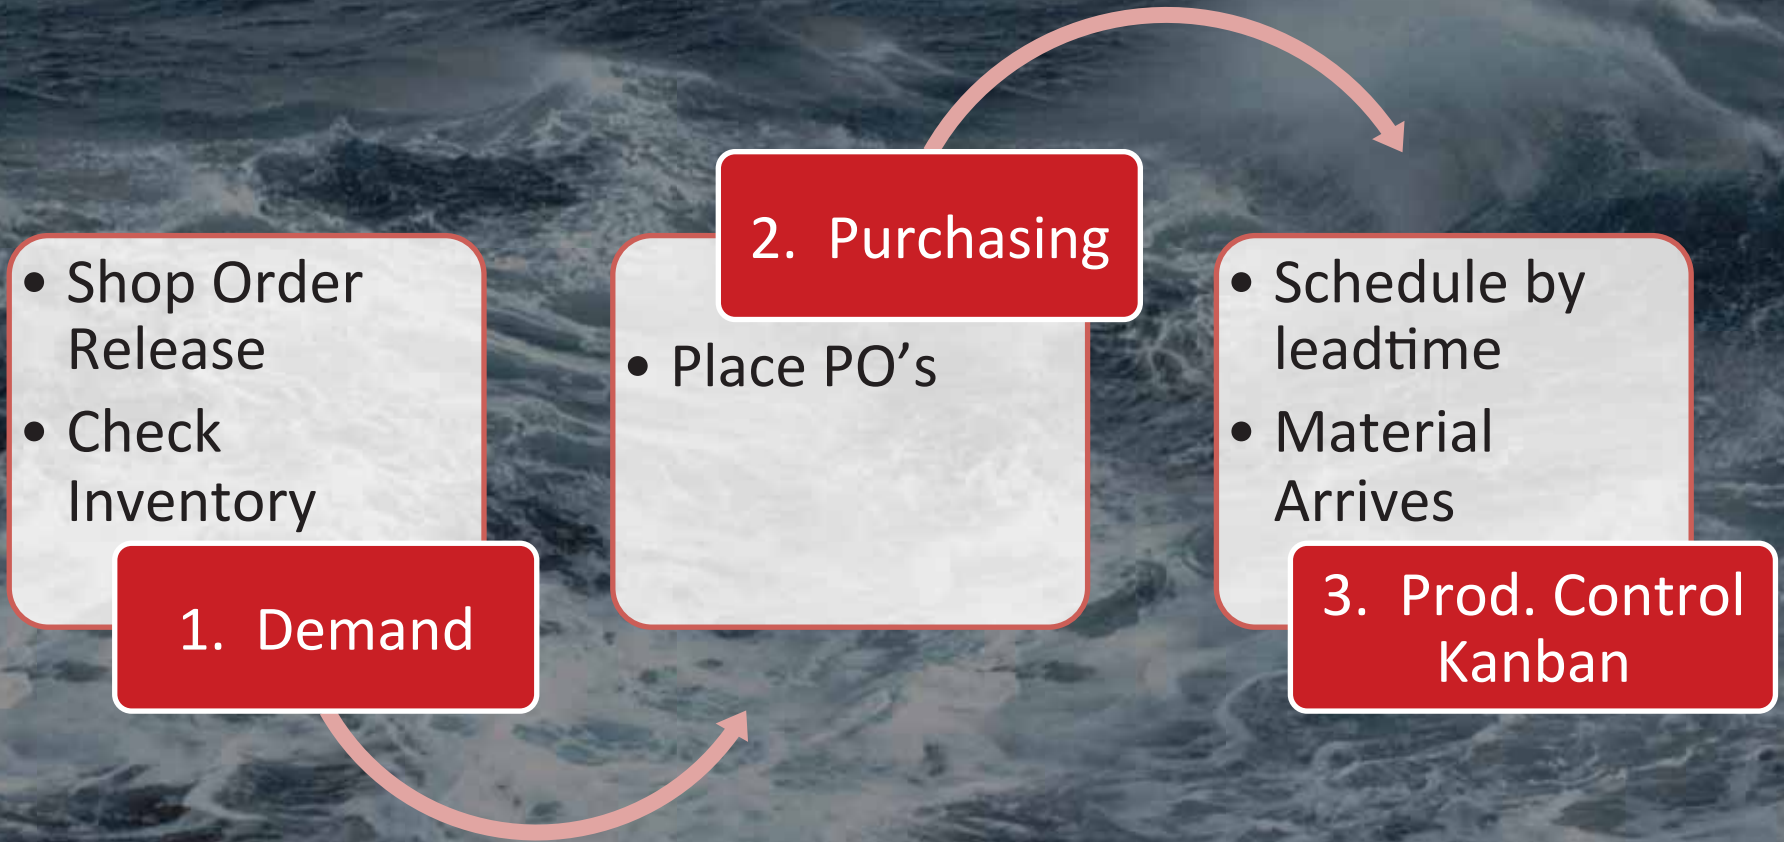 • Shop Order
Release
• Check
Inventory
1. Demand
2. Purchasing
• Place PO’s
• Schedule by
leadtime
• Material
Arrives
3. Prod. Control
Kanban